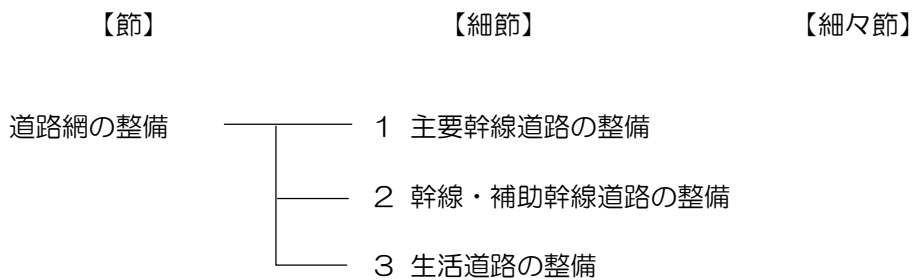 【節】 【細節】 【細々節】
道路網の整備 1 主要幹線道路の整備
2 幹線・補助幹線道路の整備
3 生活道路の整備